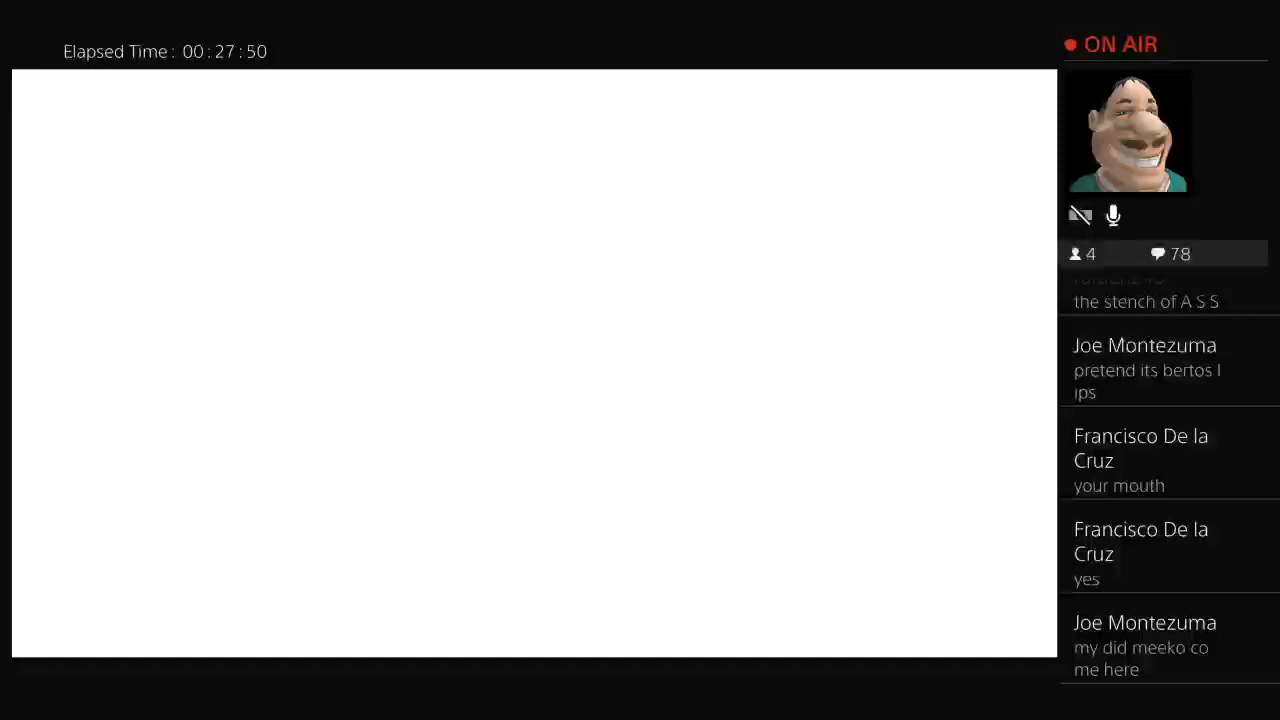 Elapsed Time: 00:27:50
ON AIR
4 78
the stench of A S S
Joe Montezuma
pretend its bertos l
ips
Francisco De la
Cruz
your mouth
Francisco De la
Cruz
yes
Joe Montezuma
my did meeko co
me here